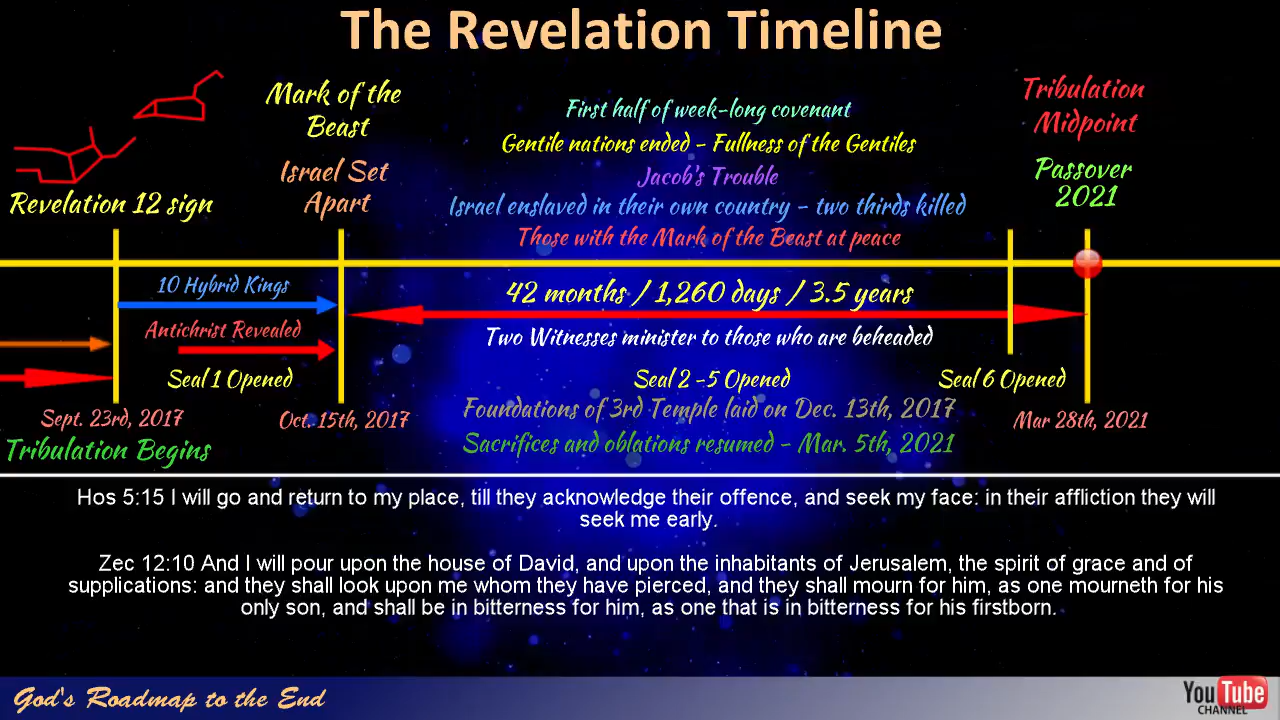 The Revelation Timeline
Mark of the
Beast
Israel Set
Apart
Revelation 12 sign
First half of week-long covenant
Gentile nations ended - Fullness of the Gentiles
Jacob's Trouble
Israel enslaved in their own country - two thirds killed
Those with the Mark of the Beast at peace
Tribulation
Midpoint
Passover
2021
10 Hybrid Kings
Antichrist Revealed
Seal 1 Opened
42 months / 1,260 days / 3.5 years
Two Witnesses minister to those who are beheaded
Seal 2 -5 Opened
Seal 6 Opened
Foundations of 3rd Temple laid on Dec. 13th, 2017
Sacrifices and oblations resumed - Mar. 5th, 2021
Sept. 23rd, 2017
Oct. 15th, 2017
Mar 28th, 2021
Tribulation Begins
Hos 5:15 I will go and return to my place, till they acknowledge their offence, and seek my face: in their affliction they will
seek me early.
Zec 12:10 And I will pour upon the house of David, and upon the inhabitants of Jerusalem, the spirit of grace and of
supplications: and they shall look upon me whom they have pierced, and they shall mourn for him, as one mourneth for his
only son, and shall be in bitterness for him, as one that is in bitterness for his firstborn.
God's Roadmap to the End
YouTube
CHANNEL